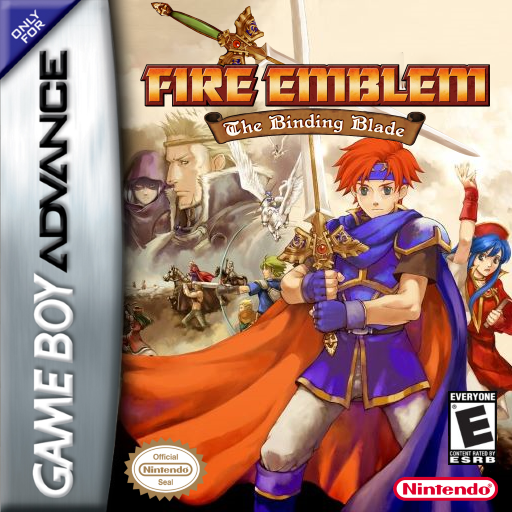 ONLY
FOR
GAME BOY ADVANCE
FIRE EMBLEM
The Binding Blade
Official
Nintendo
Seal
EVERYONE
E
CONTENT RATED BY
ESRB
Nintendo